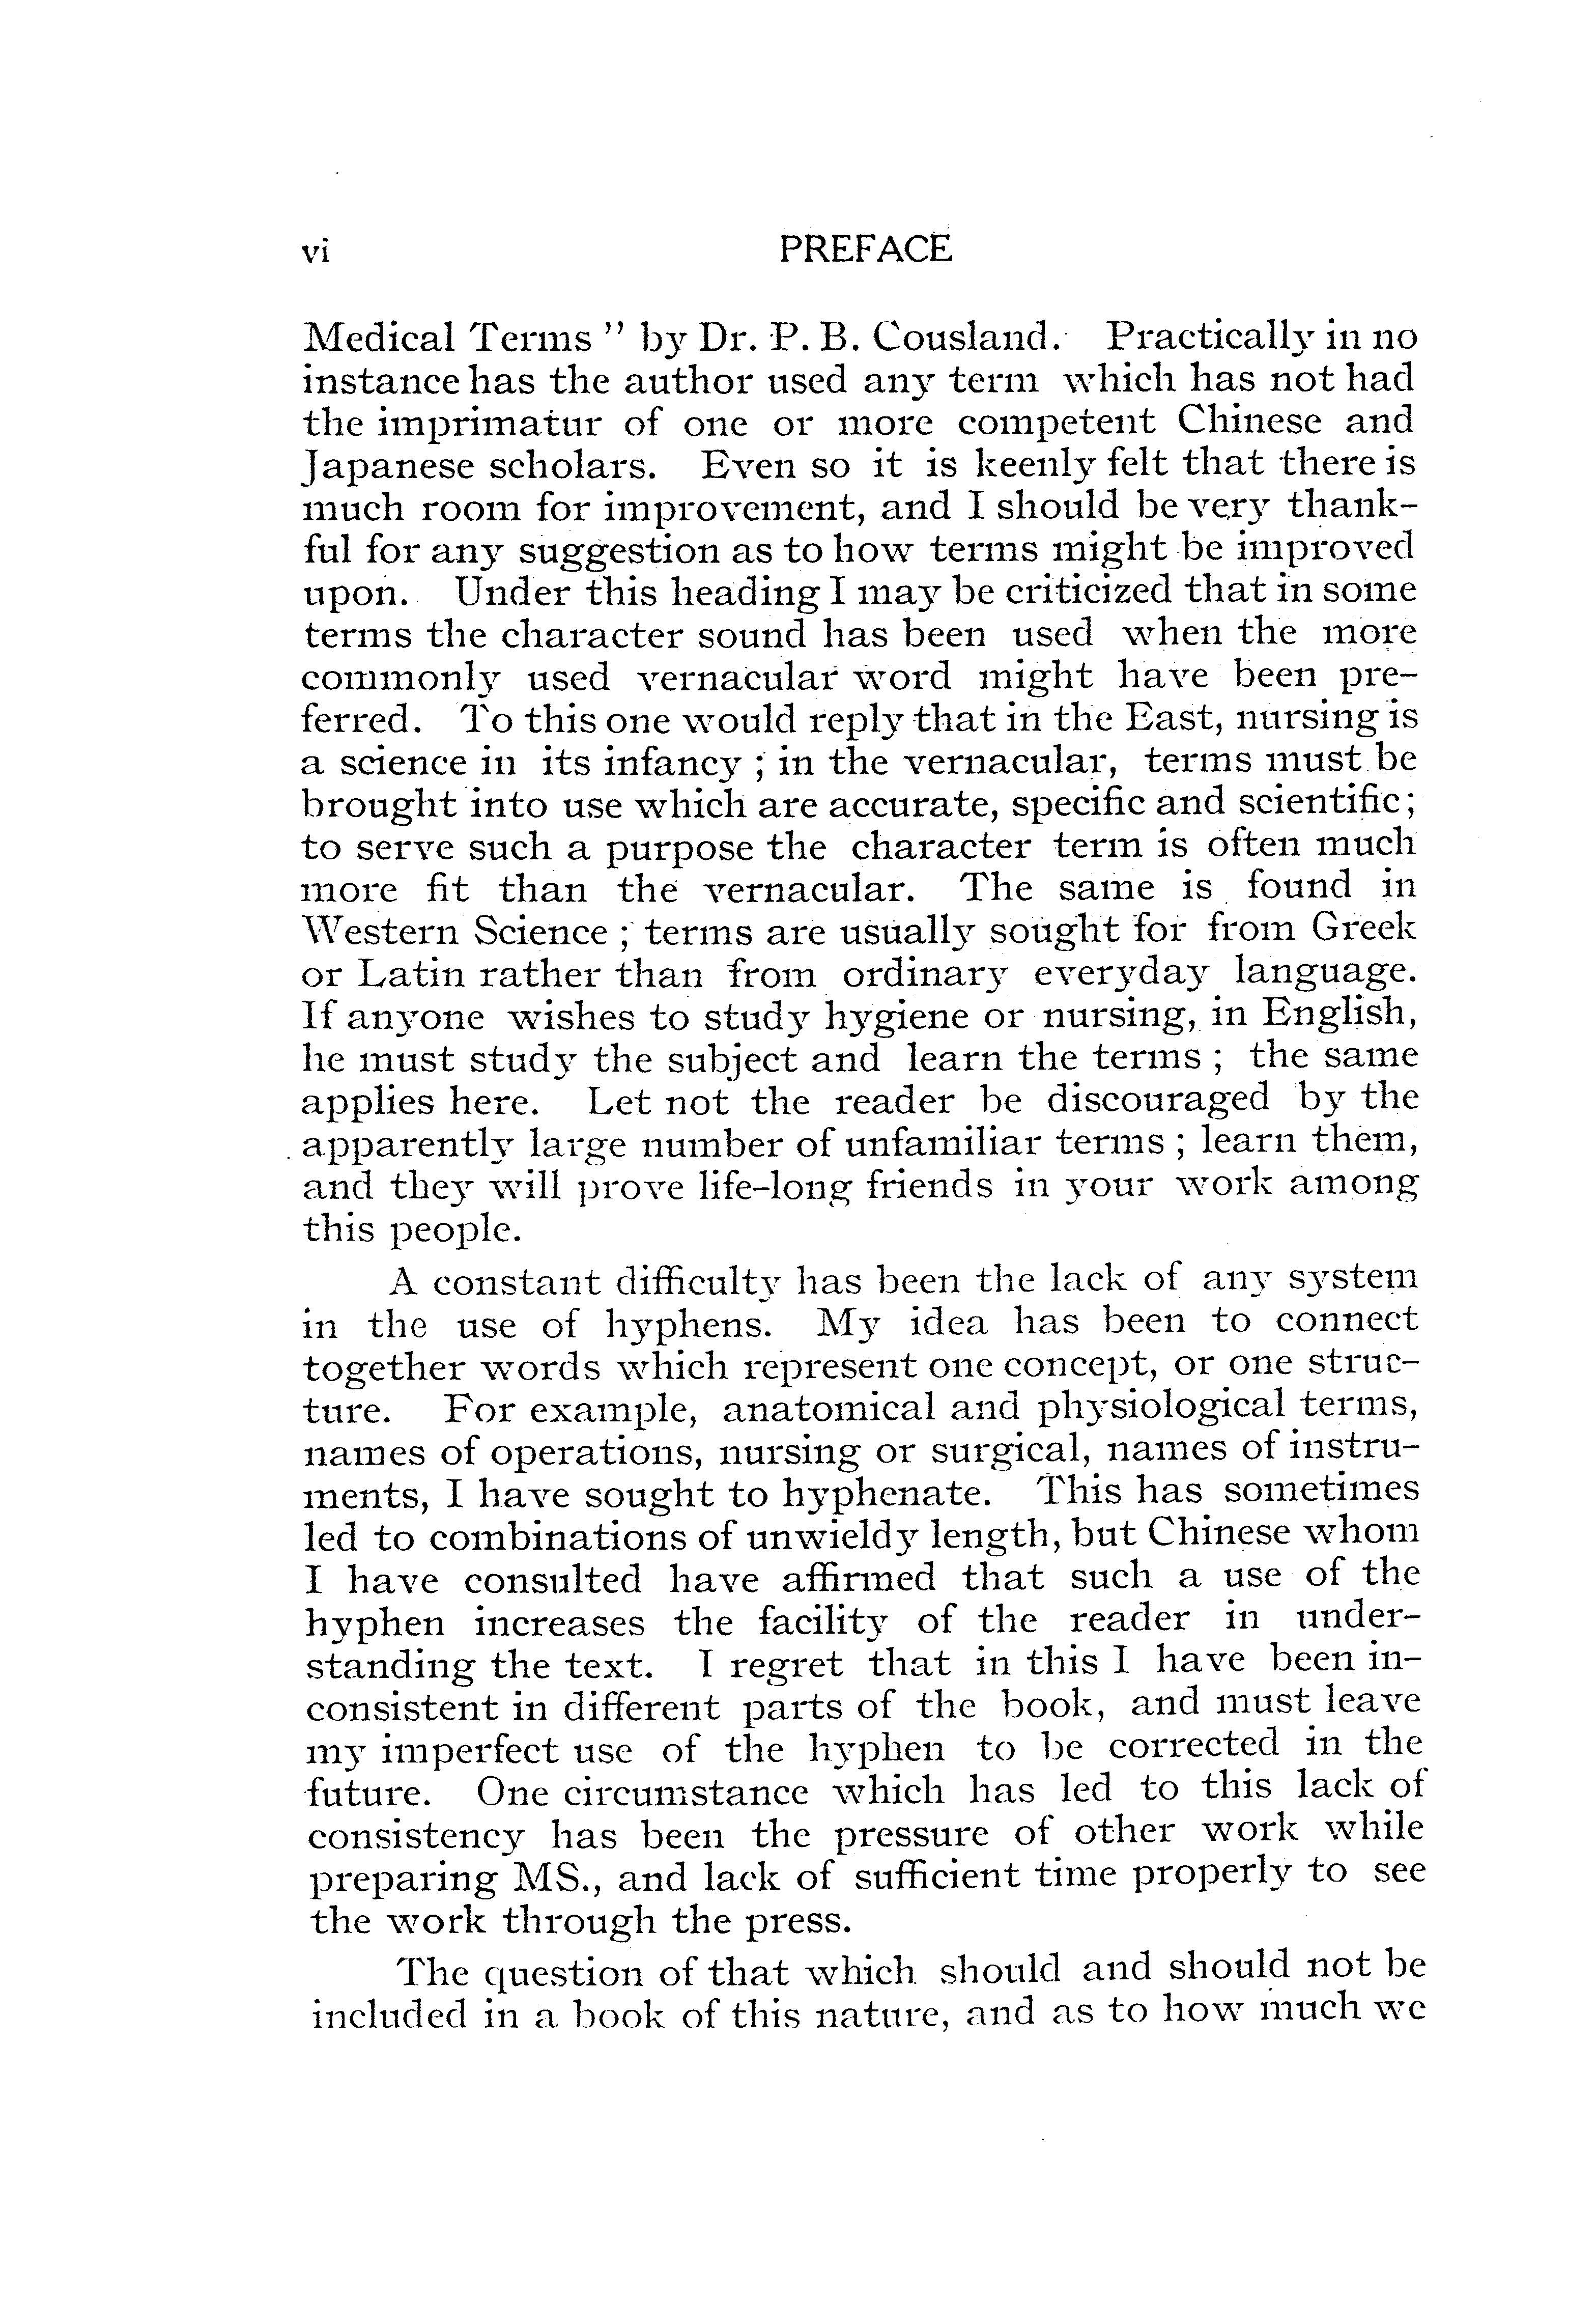 vi PREFACE
Medical Terms " by Dr. P. B. Cousland. Practically in no
instance has the author used any term which has not had
the imprimatur of one or more competent Chinese and
Japanese scholars. Even so it is keenly felt that there is
much room for improvement, and I should be very thank-
ful for any suggestion as to how terms might be improved
upon. Under this heading I may be criticized that in some
terms the character sound has been used when the more
commonly used vernacular word might have been pre-
ferred. To this one would reply that in the East, nursing is
a science in its infancy ; in the vernacular, terms must be
brought into use which are accurate, specific and scientific;
to serve such a purpose the character term is often much
more fit than the vernacular. The same is found in
Western Science ; terms are usually sought for from Greek
or Latin rather than from ordinary everyday language.
If anyone wishes to study hygiene or nursing, in English,
he must study the subject and learn the terms ; the same
applies here. Let not the reader be discouraged by the
apparently large number of unfamiliar terms ; learn them,
and they will prove life-long friends in your work among
this people.
A constant difficulty has been the lack of any system
in the use of hyphens. My idea has been to connect
together words which represent one concept, or one struc-
ture. For example, anatomical and physiological terms,
names of operations, nursing or surgical, names of instru-
ments, I have sought to hyphenate. This has sometimes
led to combinations of unwieldy length, but Chinese whom
I have consulted have affirmed that such a use of the
hyphen increases the facility of the reader in under-
standing the text. I regret that in this I have been in-
consistent in different parts of the book, and must leave
my imperfect use of the hyphen to be corrected in the
future. One circumstance which has led to this lack of
consistency has been the pressure of other work while
preparing MS., and lack of sufficient time properly to see
the work through the press.
The question of that which should and should not be
included in a book of this nature, and as to how much we